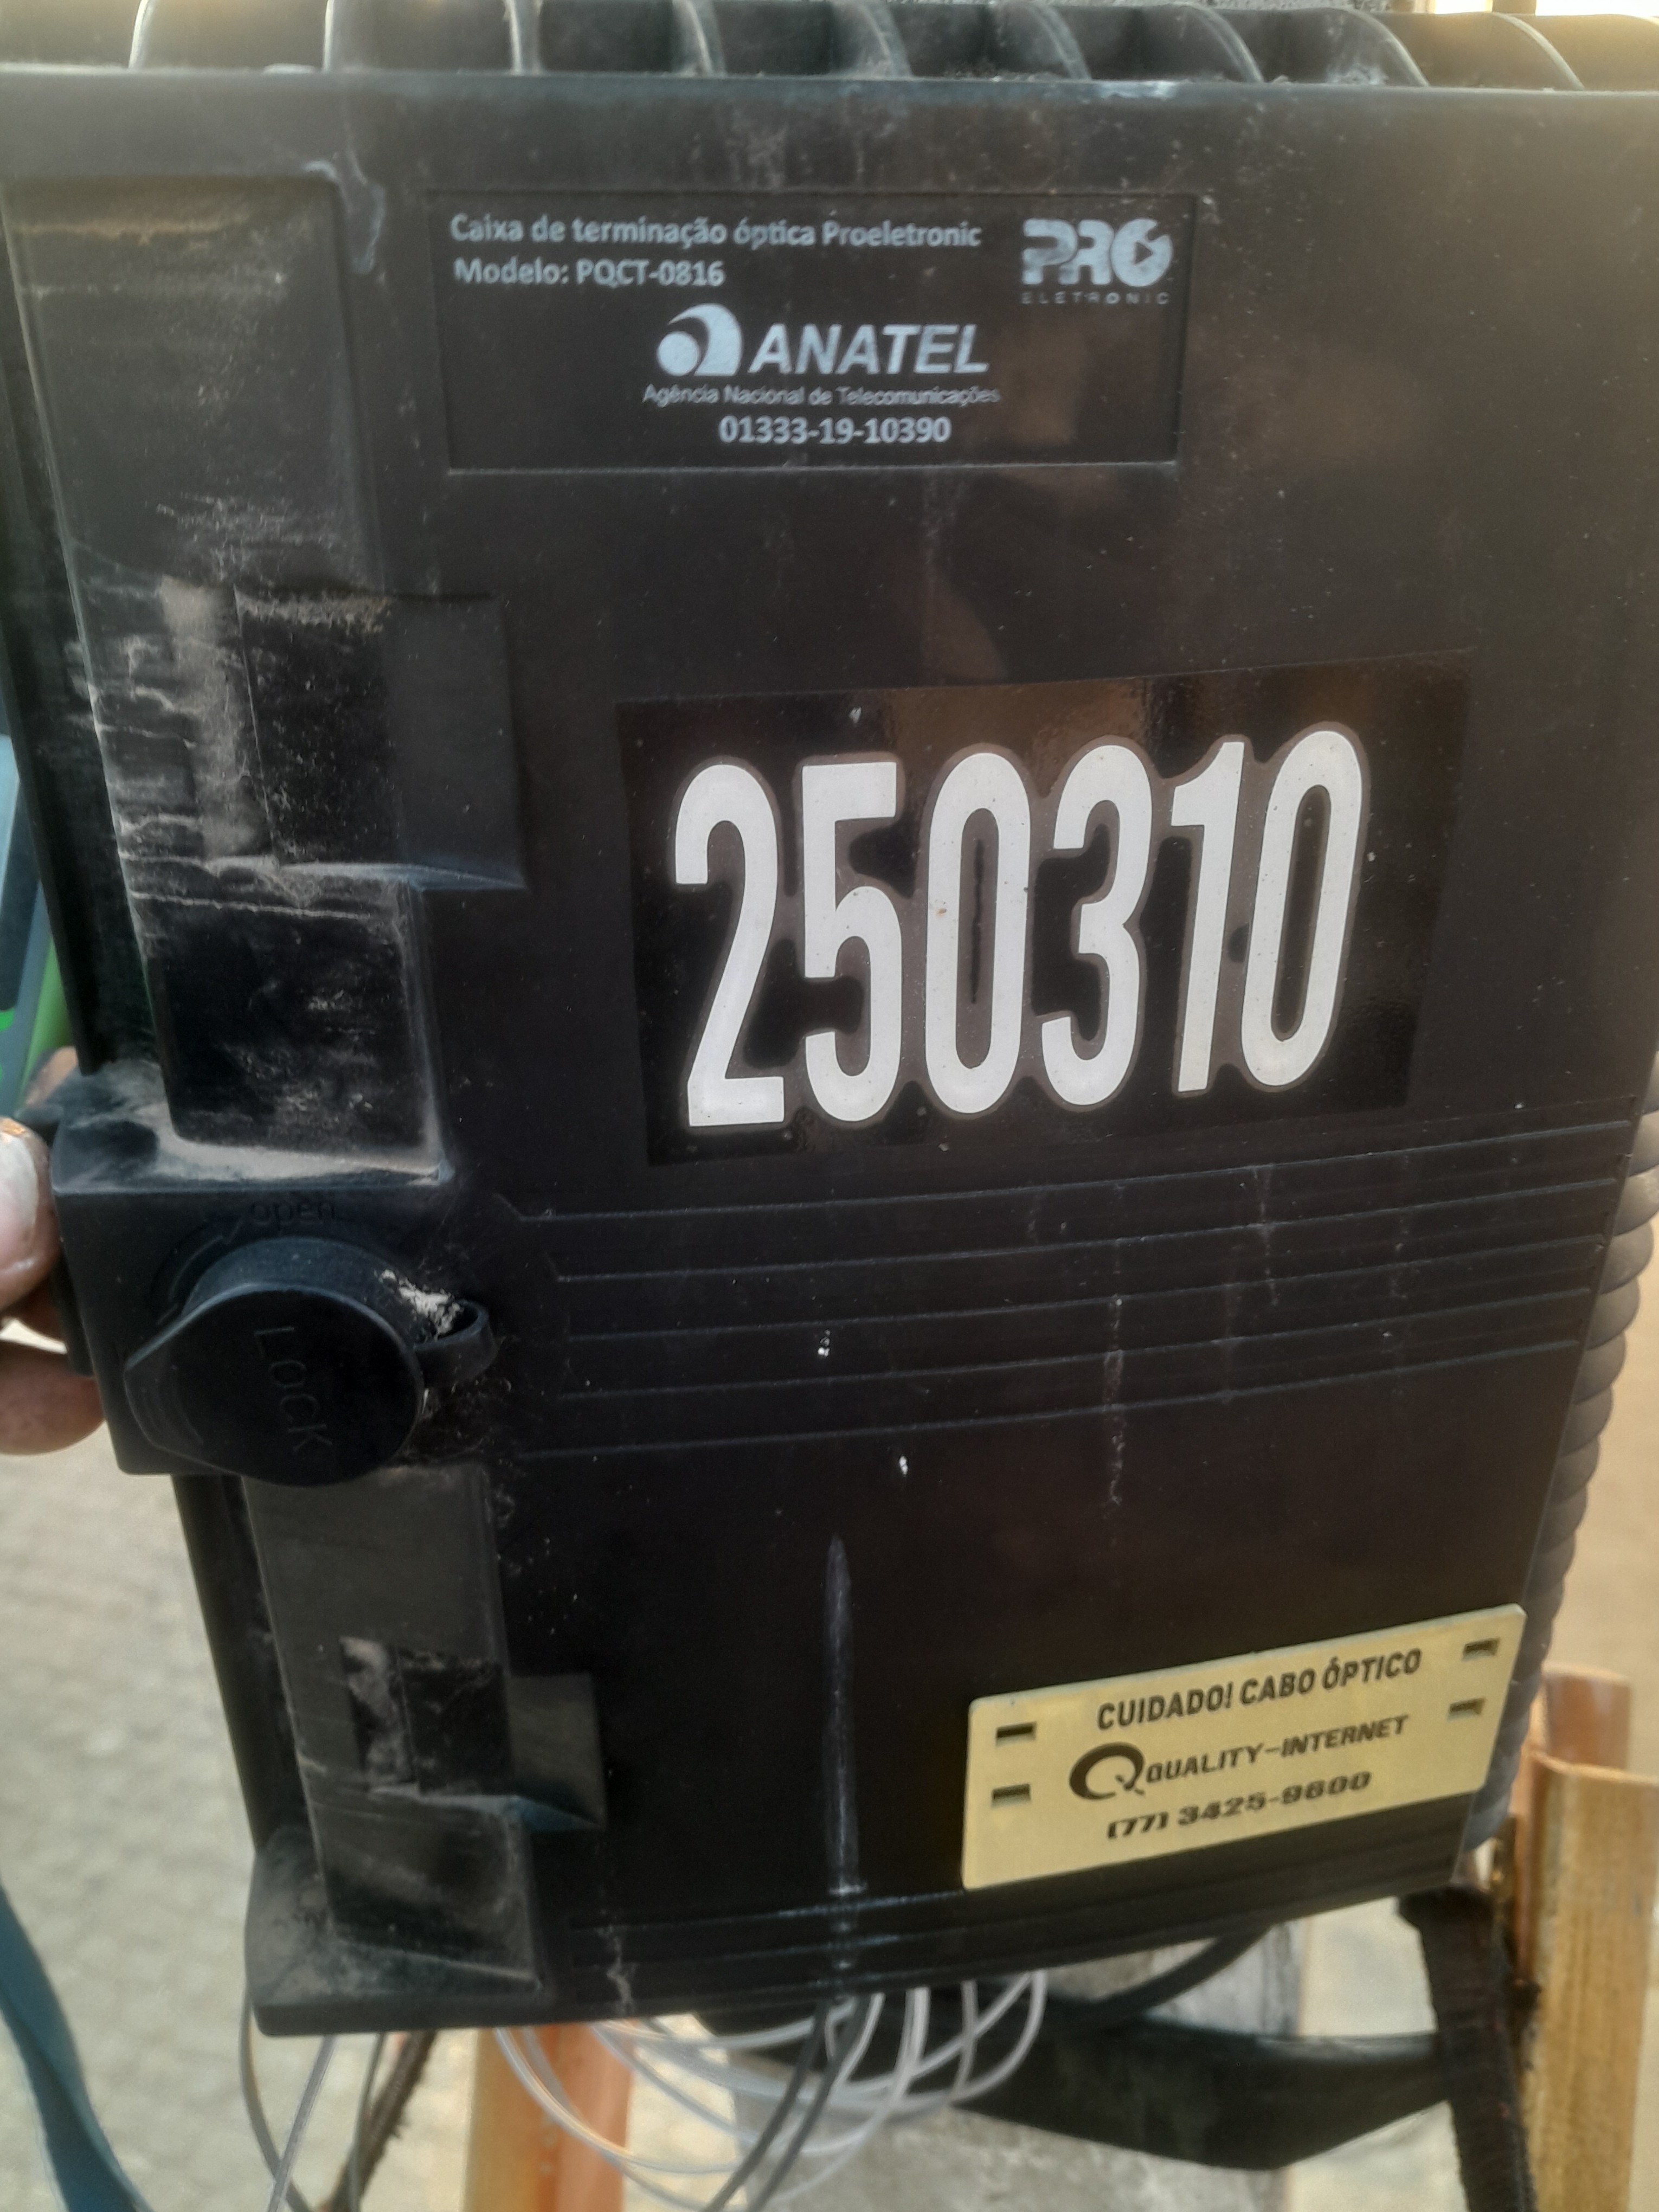 Caixa de terminação óptica Proeletronic
Modelo: PQCT-0816
PRO
ELETRONIC
ANATEL
Agência Nacional de Telecomunicações
01333-19-10390
250310
open
LOCK
CUIDADO! CABO ÓPTICO
QUALITY-INTERNET
(77) 3425-9600